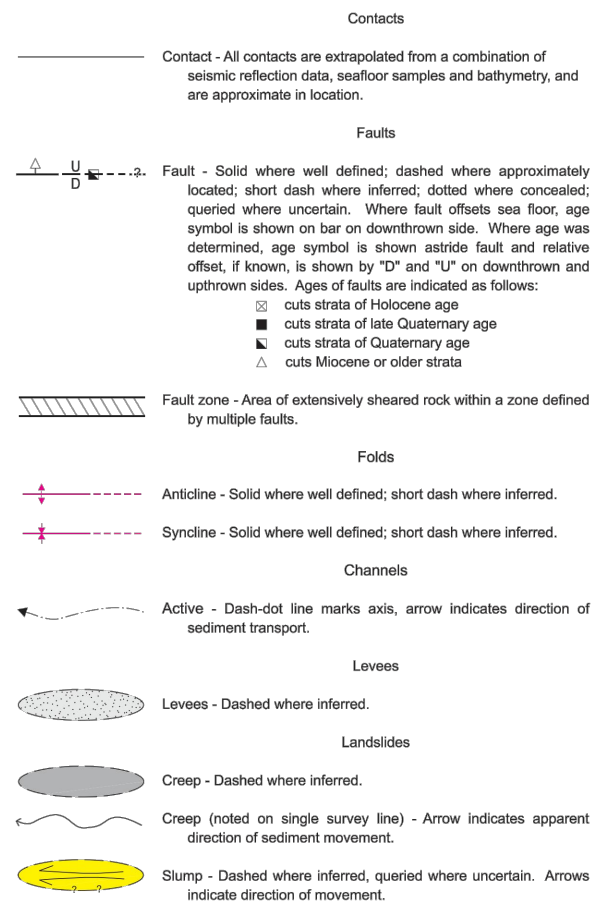 Contacts
Contact - All contacts are extrapolated from a combination of
seismic reflection data, seafloor samples and bathymetry, and
are approximate in location.
Faults
U
D
?
Fault - Solid where well defined; dashed where approximately
located; short dash where inferred; dotted where concealed;
queried where uncertain. Where fault offsets sea floor, age
symbol is shown on bar on downthrown side. Where age was
determined, age symbol is shown astride fault and relative
offset, if known, is shown by "D" and "U" on downthrown and
upthrown sides. Ages of faults are indicated as follows:
cuts strata of Holocene age
cuts strata of late Quaternary age
cuts strata of Quaternary age
cuts Miocene or older strata
Fault zone - Area of extensively sheared rock within a zone defined
by multiple faults.
Folds
Anticline - Solid where well defined; short dash where inferred.
Syncline - Solid where well defined; short dash where inferred.
Channels
Active - Dash-dot line marks axis, arrow indicates direction of
sediment transport.
Levees
Levees - Dashed where inferred.
Landslides
Creep - Dashed where inferred.
Creep (noted on single survey line) - Arrow indicates apparent
direction of sediment movement.
? ?
Slump - Dashed where inferred, queried where uncertain. Arrows
indicate direction of movement.